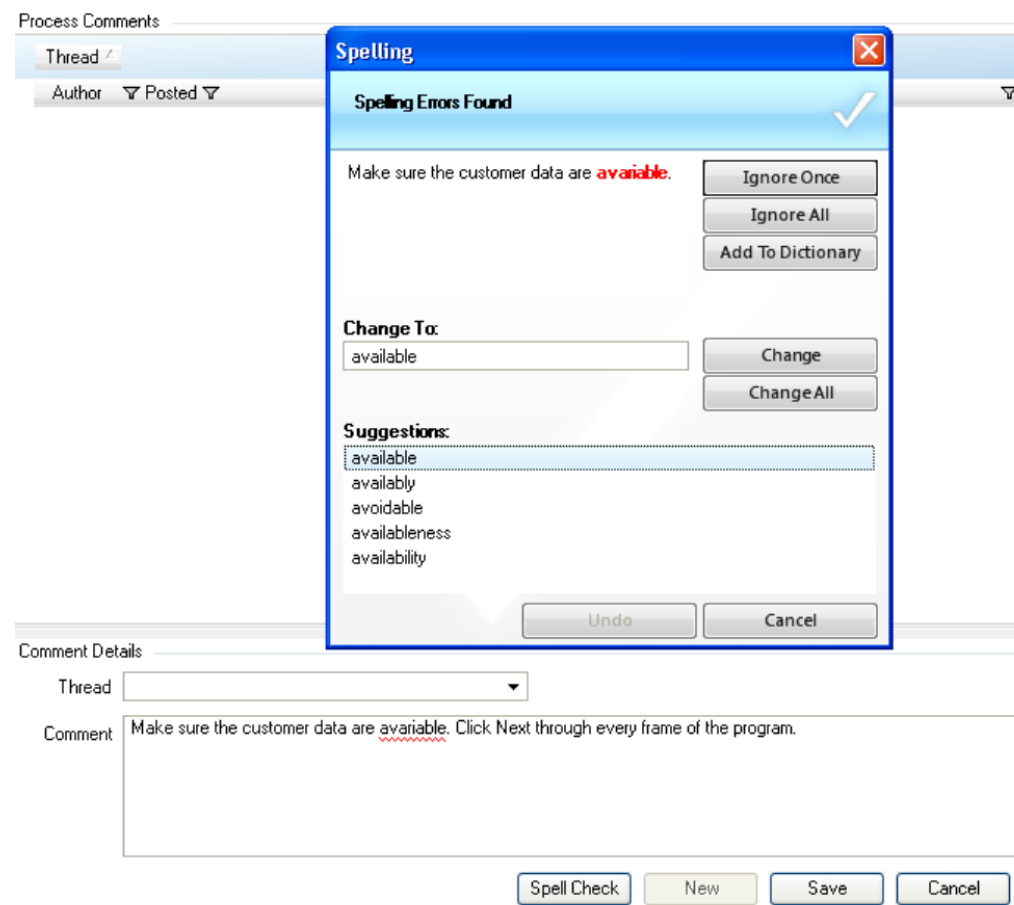 Process Comments
Thread
Author Posted
Spelling
Spelling Errors Found
Make sure the customer data are avariable.
Ignore Once
Ignore All
Add To Dictionary
Change To:
available
Change
Change All
Suggestions:
available
availably
avoidable
availableness
availability
Undo
Cancel
Comment Details
Thread
Comment
Make sure the customer data are avariable. Click Next through every frame of the program.
Spell Check
New
Save
Cancel